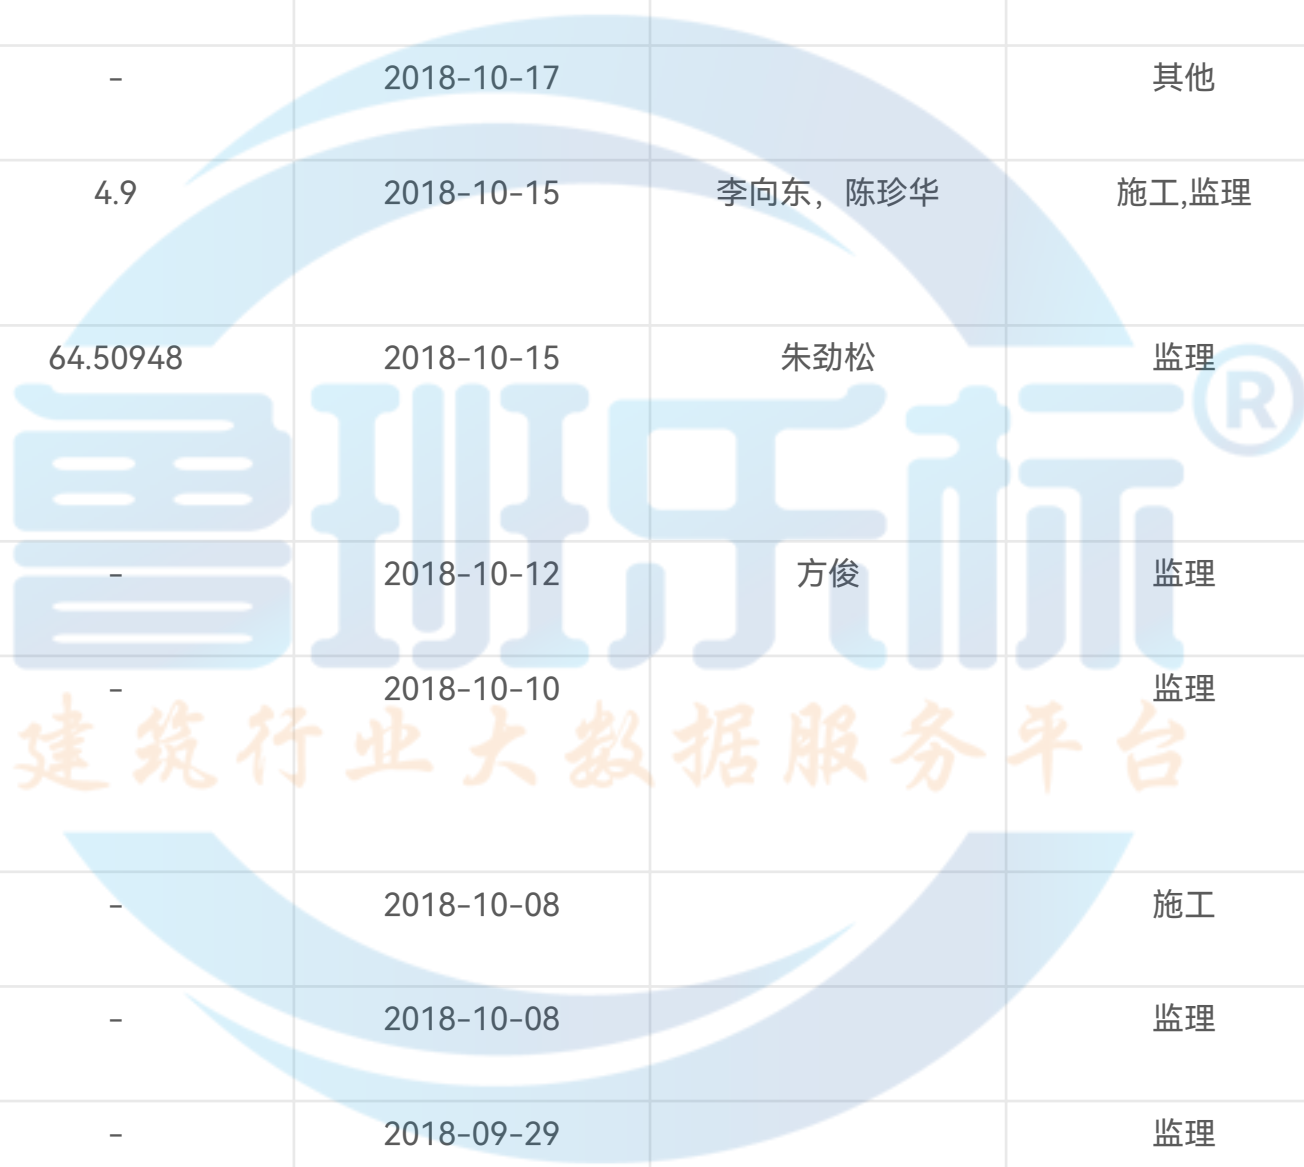 - 2018-10-17 其他
4.9 2018-10-15 李向东，陈珍华 施工,监理
64.50948 2018-10-15 朱劲松 监理
®
鲁班乐标
- 2018-10-12 方俊 监理
- 2018-10-10 监理
建筑行业大数据服务平台
- 2018-10-08 施工
- 2018-10-08 监理
- 2018-09-29 监理